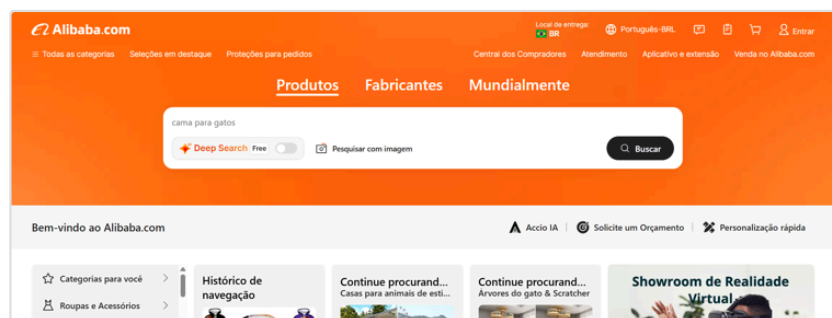 Alibaba.com
Local de entrega:
BR
Português-BRL
Entrar
Todas as categorias
Seleções em destaque
Proteções para pedidos
Central dos Compradores
Atendimento
Aplicativo e extensão
Venda no Alibaba.com
Produtos
Fabricantes
Mundialmente
cama para gatos
Deep Search
Free
Pesquisar com imagem
Buscar
Bem-vindo ao Alibaba.com
Accio IA
Solicite um Orçamento
Personalização rápida
Categorias para você
Roupas e Acessórios
Histórico de
navegação
Continue procurand...
Casas para animais de esti...
Continue procurand...
Árvores do gato & Scratcher
Showroom de Realidade
Virtual